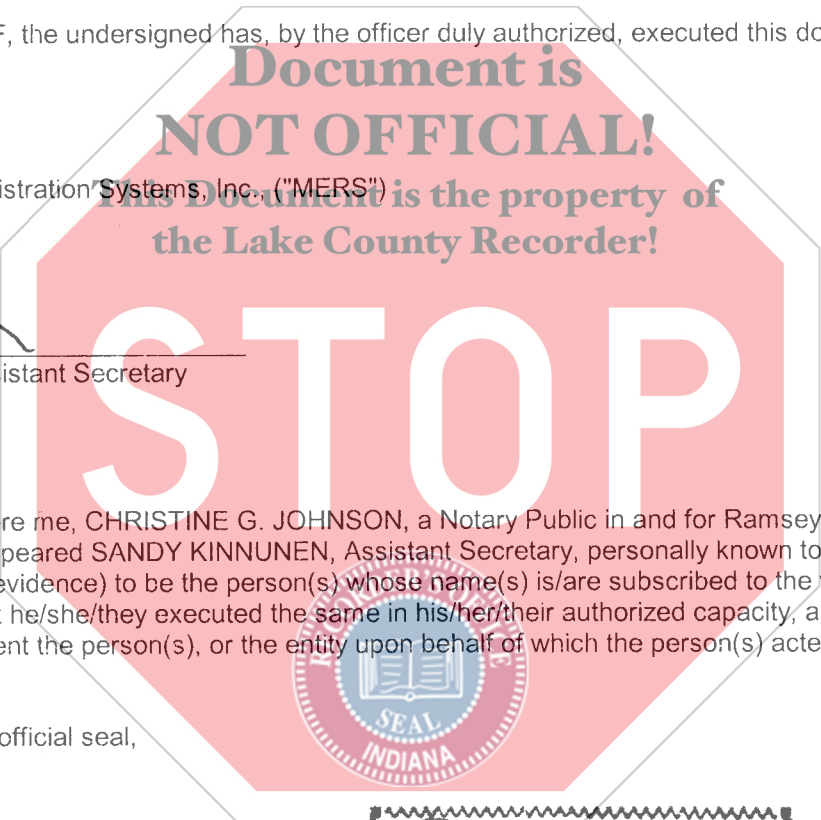 F, the undersigned has, by the officer duly authorized, executed this do
Document is
NOT OFFICIAL!
istration Systems, Inc., ("MERS")
This Document is the property of
the Lake County Recorder!
STOP
istant Secretary
re me, CHRISTINE G. JOHNSON, a Notary Public in and for Ramsey
peared SANDY KINNUNEN, Assistant Secretary, personally known to
evidence) to be the person(s) whose name(s) is/are subscribed to the
he/she/they executed the same in his/her/their authorized capacity, a
ent the person(s), or the entity upon behalf of which the person(s) acte
RECORDER'S OFFICE
SEAL
INDIANA
official seal,